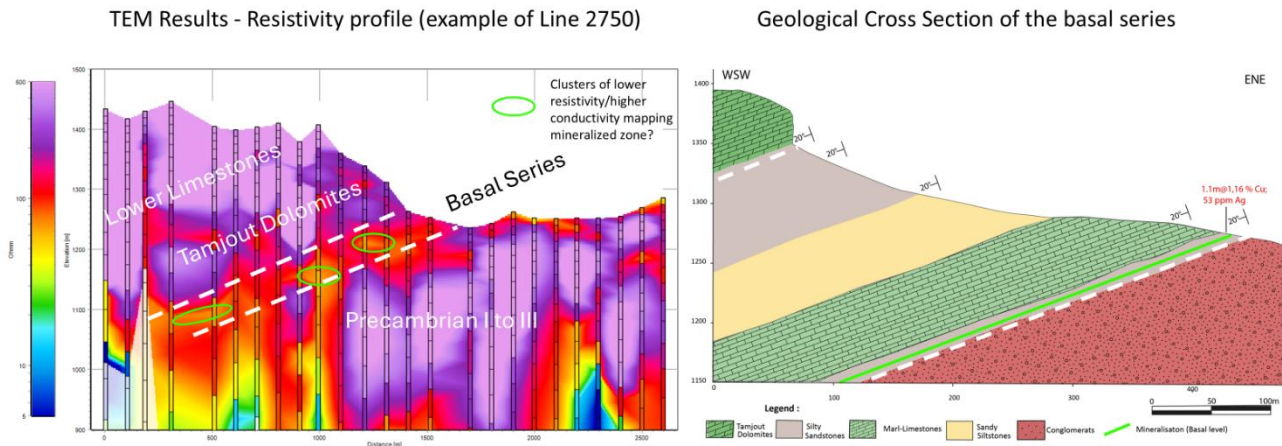 TEM Results - Resistivity profile (example of Line 2750)
Geological Cross Section of the basal series
600
100
10
5
Ohmm
1500
1400
1300
1200
1100
1000
900
Elevation [m]
0
500
1000
1500
2000
2500
Distance [m]
Clusters of lower
resistivity/higher
conductivity mapping
mineralized zone?
Lower Limestones
Tamjout Dolomites
Basal Series
Precambrian I to III
WSW
ENE
1400
1350
1300
1250
1200
1150
20°
20°
20°
20°
20°
1.1m@1,16 % Cu;
53 ppm Ag
100
200
300
400
0
50
100m
Legend :
Tamjout
Dolomites
Silty
Sandstones
Marl-Limestones
Sandy
Siltstones
Conglomerats
Mineralisaton (Basal level)